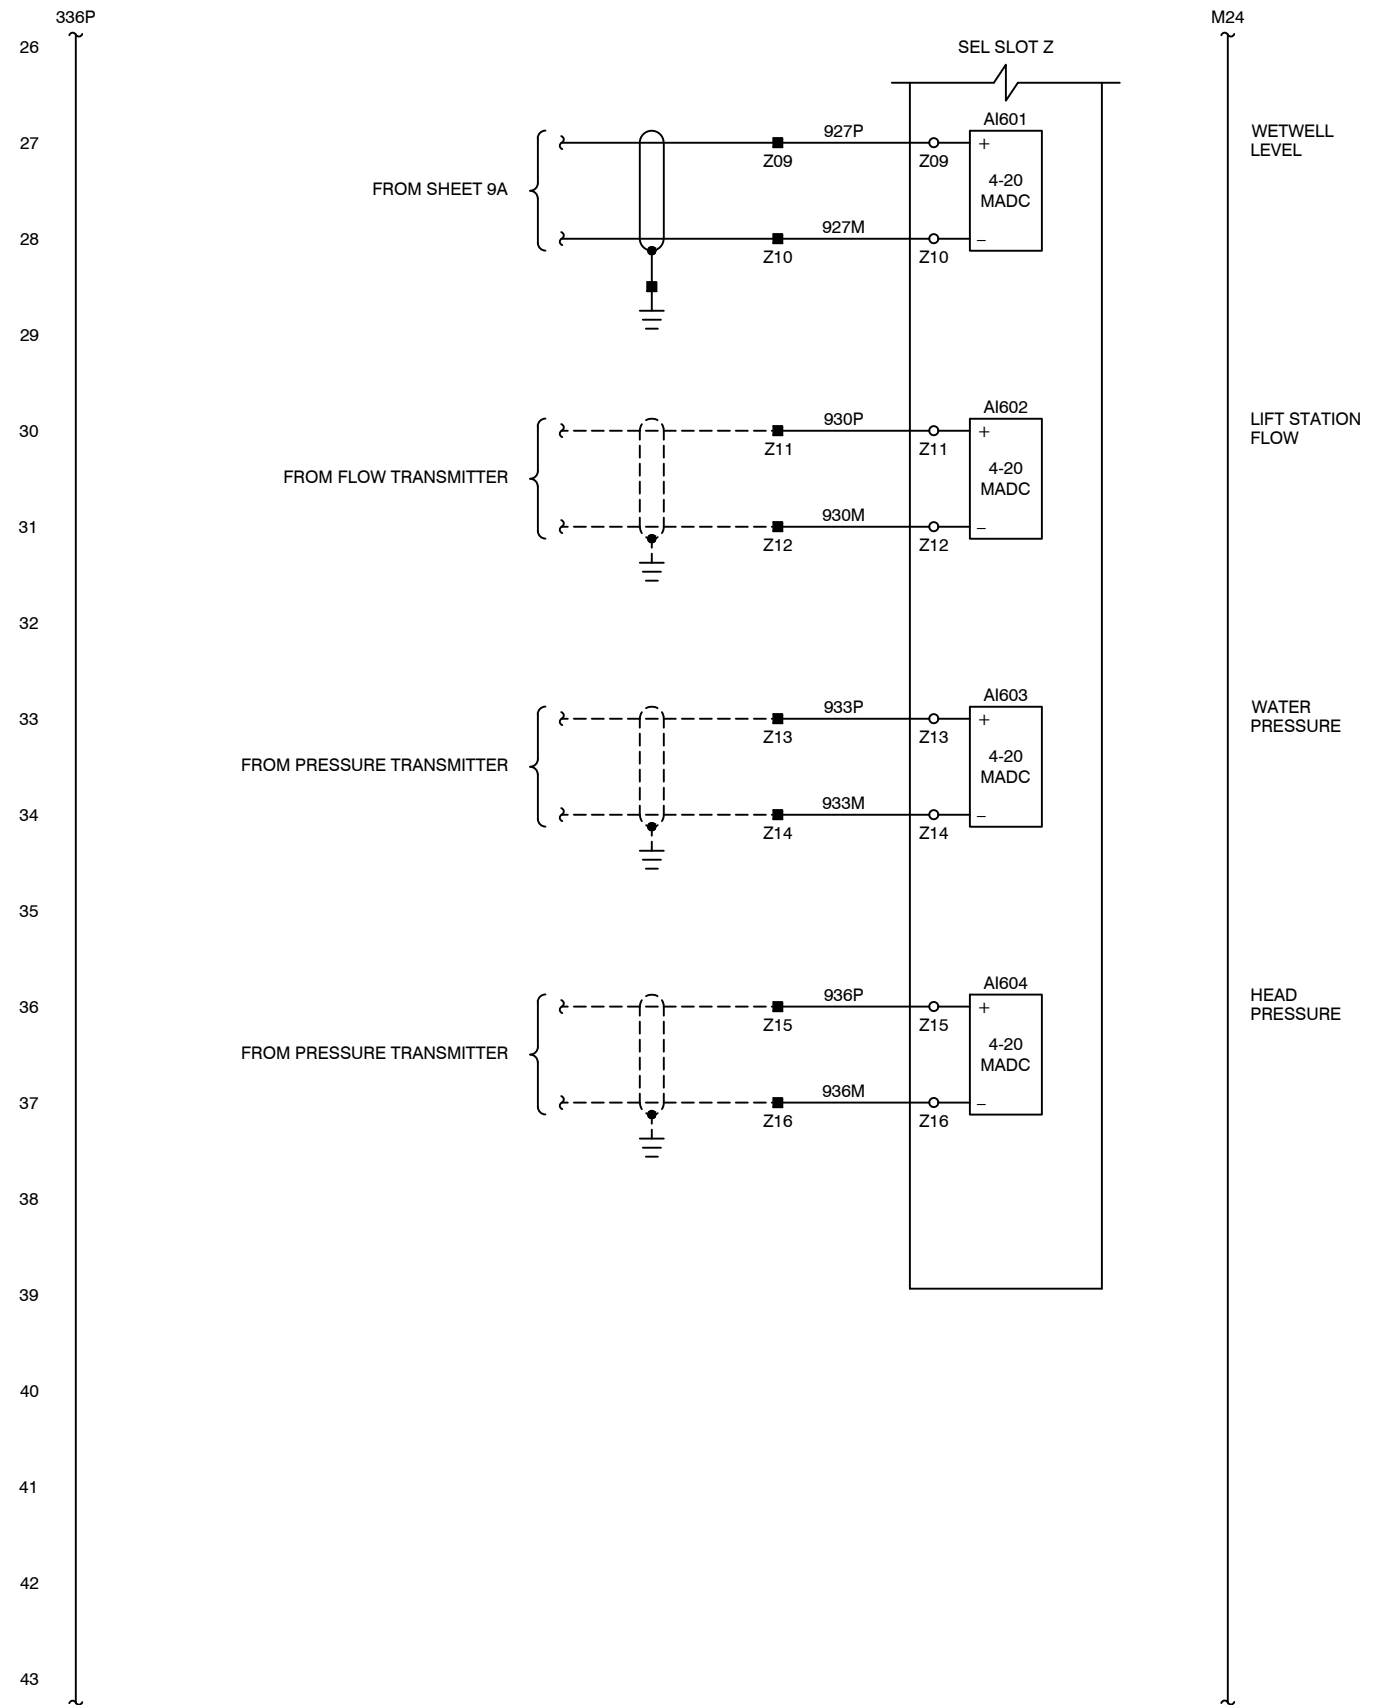 336P
M24
26
SEL SLOT Z
AI601
27
927P
+
WETWELL
LEVEL
Z09
Z09
FROM SHEET 9A
4-20
MADC
28
927M
–
Z10
Z10
29
AI602
30
930P
+
LIFT STATION
FLOW
Z11
Z11
FROM FLOW TRANSMITTER
4-20
MADC
31
930M
–
Z12
Z12
32
AI603
33
933P
+
WATER
PRESSURE
Z13
Z13
FROM PRESSURE TRANSMITTER
4-20
MADC
34
933M
–
Z14
Z14
35
AI604
36
936P
+
HEAD
PRESSURE
Z15
Z15
FROM PRESSURE TRANSMITTER
4-20
MADC
37
936M
–
Z16
Z16
38
39
40
41
42
43